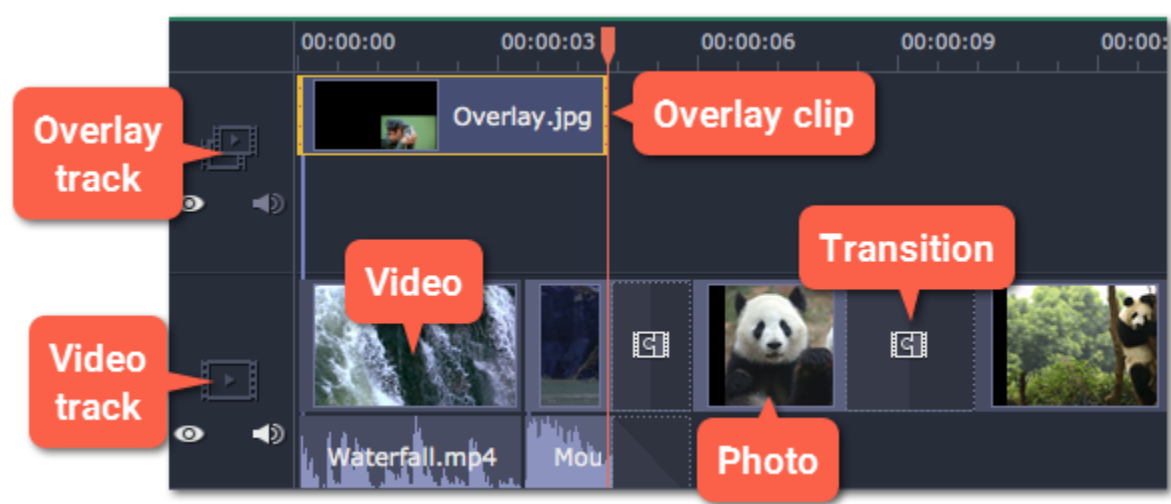 00:00:00 00:00:03 00:00:06 00:00:09 00:00:
Overlay
track
Overlay.jpg
Overlay clip
Transition
Video
Video
track
Waterfall.mp4
Mou
Photo